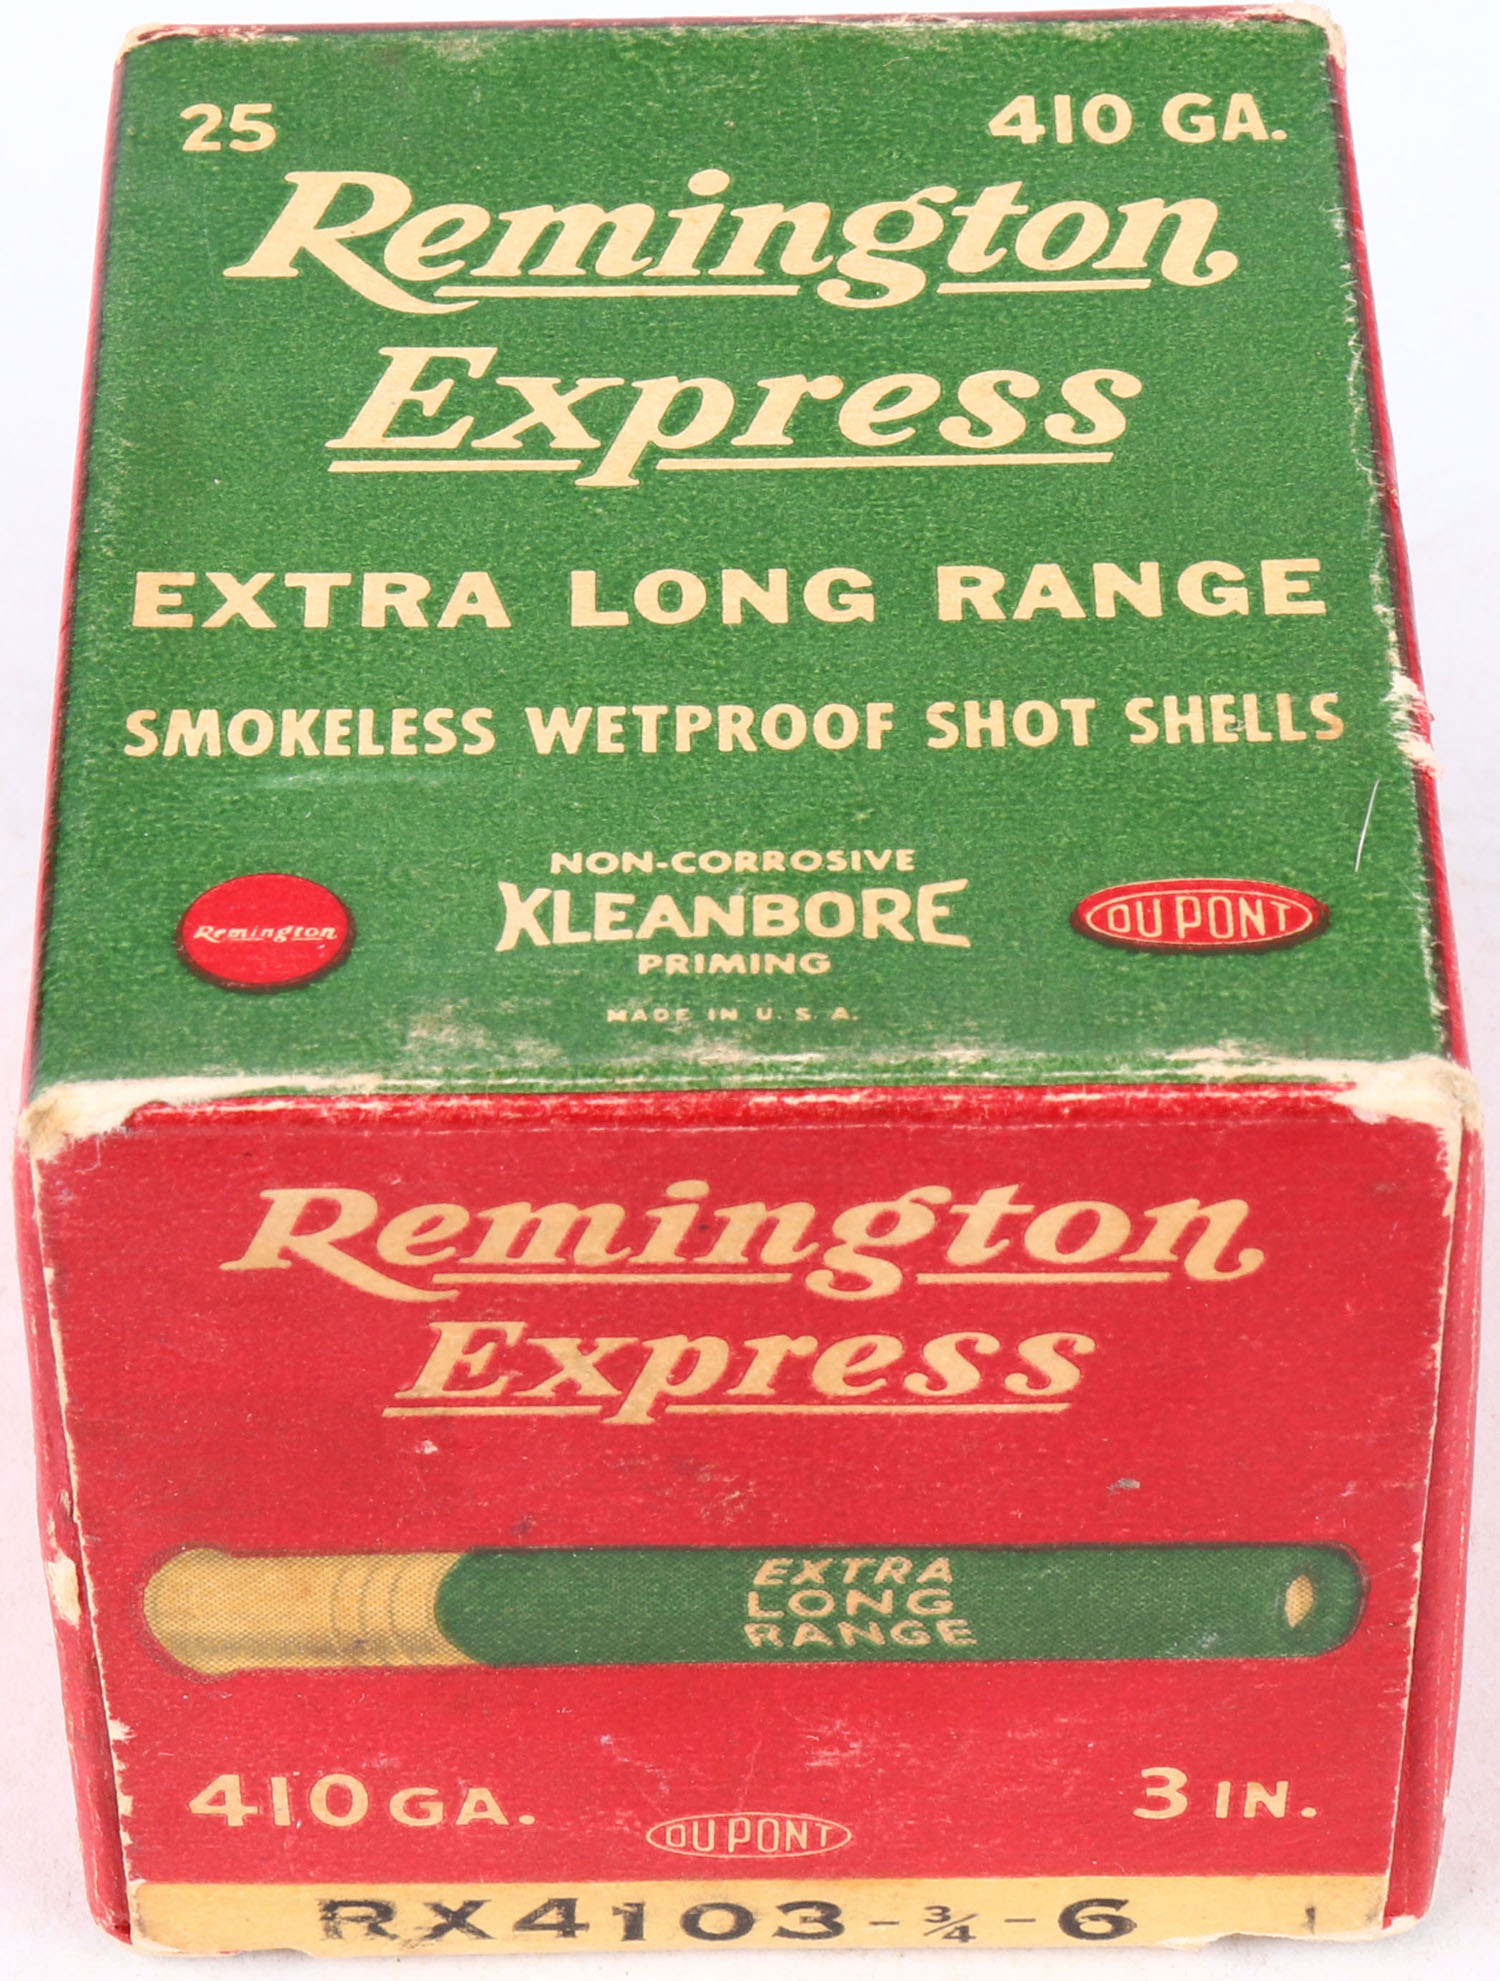 25 410 GA.
Remington
Express
EXTRA LONG RANGE
SMOKELESS WETPROOF SHOT SHELLS
NON-CORROSIVE
Remington KLEANBORE DU PONT
PRIMING
MADE IN U. S. A.
Remington
Express
EXTRA
LONG
RANGE
410 GA. 3 IN.
DU PONT
RX4103-¾-6